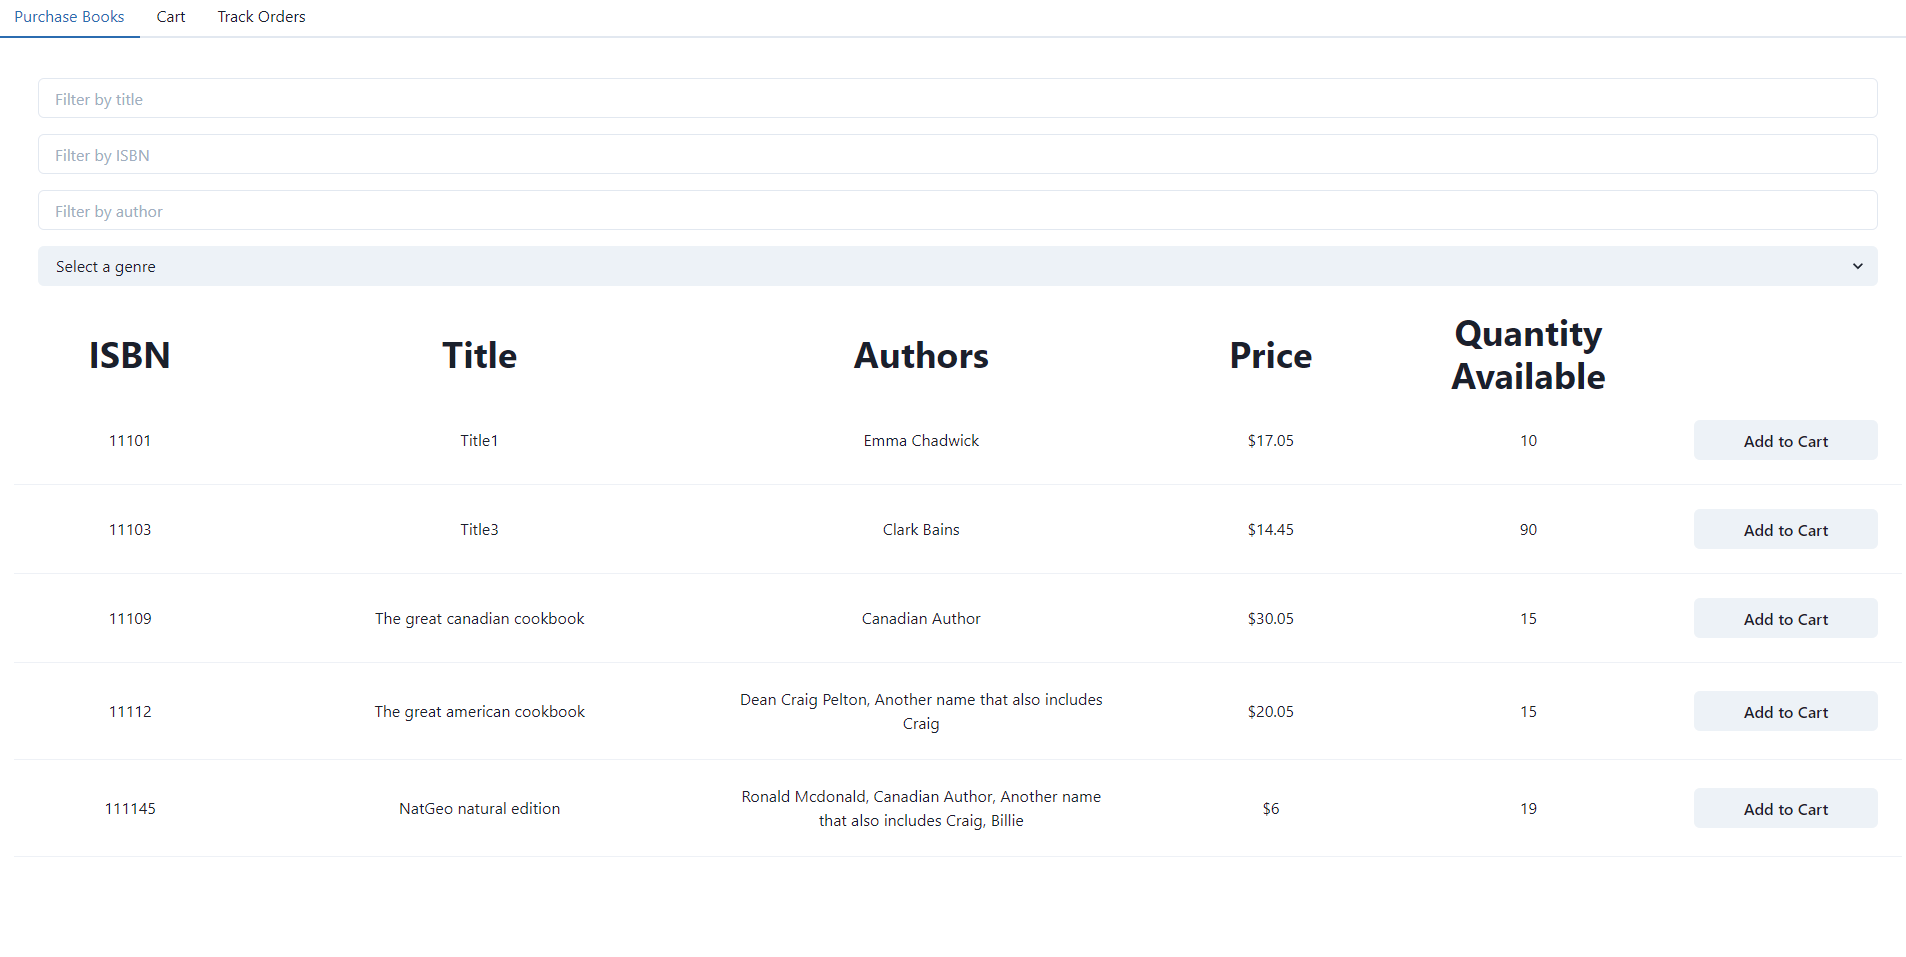 Purchase Books Cart Track Orders
Filter by title
Filter by ISBN
Filter by author
Select a genre
ISBN Title Authors Price Quantity Available
11101 Title1 Emma Chadwick $17.05 10 Add to Cart
11103 Title3 Clark Bains $14.45 90 Add to Cart
11109 The great canadian cookbook Canadian Author $30.05 15 Add to Cart
11112 The great american cookbook Dean Craig Pelton, Another name that also includes Craig $20.05 15 Add to Cart
111145 NatGeo natural edition Ronald Mcdonald, Canadian Author, Another name that also includes Craig, Billie $6 19 Add to Cart